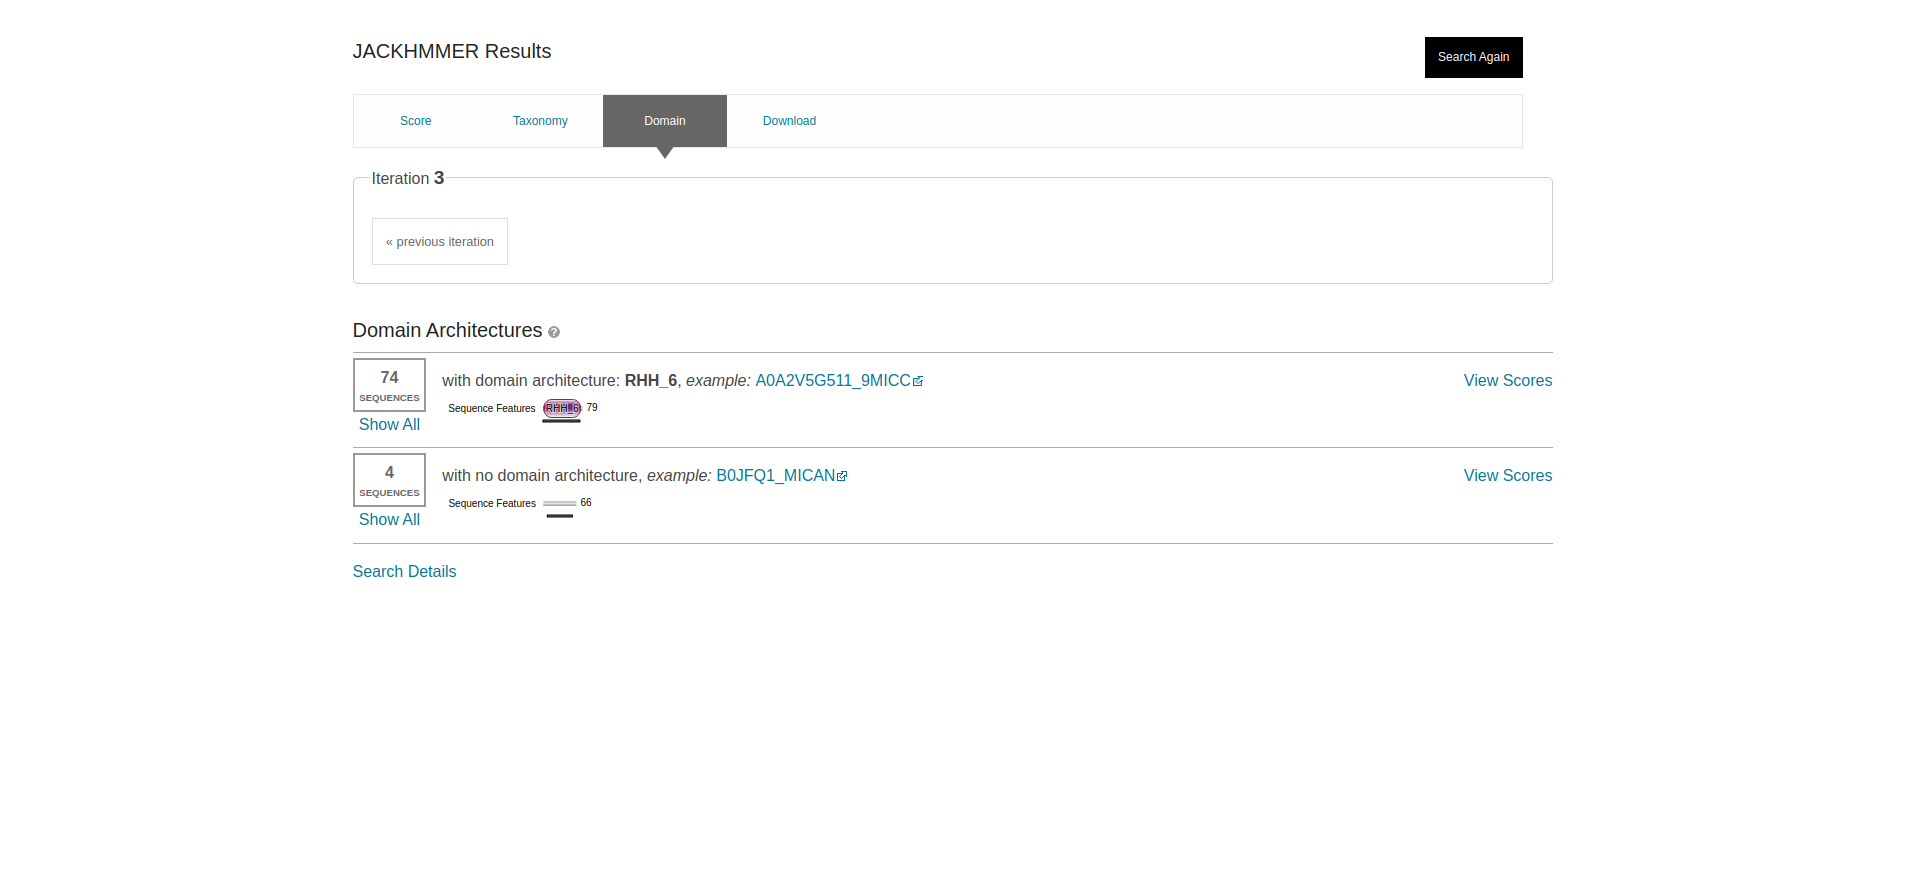 JACKHMMER Results
Search Again
Score Taxonomy Domain Download
Iteration 3
« previous iteration
Domain Architectures
74
SEQUENCES
Show All
with domain architecture: RHH_6, example: A0A2V5G511_9MICC
View Scores
Sequence Features RHH_6 79
4
SEQUENCES
Show All
with no domain architecture, example: B0JFQ1_MICAN
View Scores
Sequence Features 66
Search Details